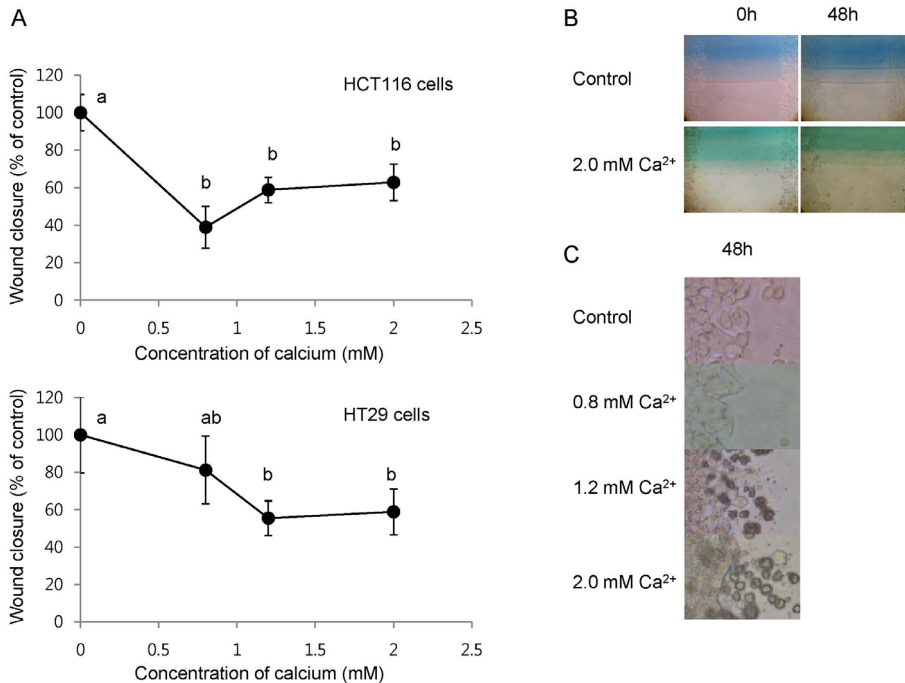 A
Wound closure (% of control)
120
100
80
60
40
20
0
HCT116 cells
a
b
b
b
0
0.5
1
1.5
2
2.5
Concentration of calcium (mM)
Wound closure (% of control)
120
100
80
60
40
20
0
HT29 cells
a
ab
b
b
0
0.5
1
1.5
2
2.5
Concentration of calcium (mM)
B
0h 48h
Control
2.0 mM Ca²⁺
C
48h
Control
0.8 mM Ca²⁺
1.2 mM Ca²⁺
2.0 mM Ca²⁺